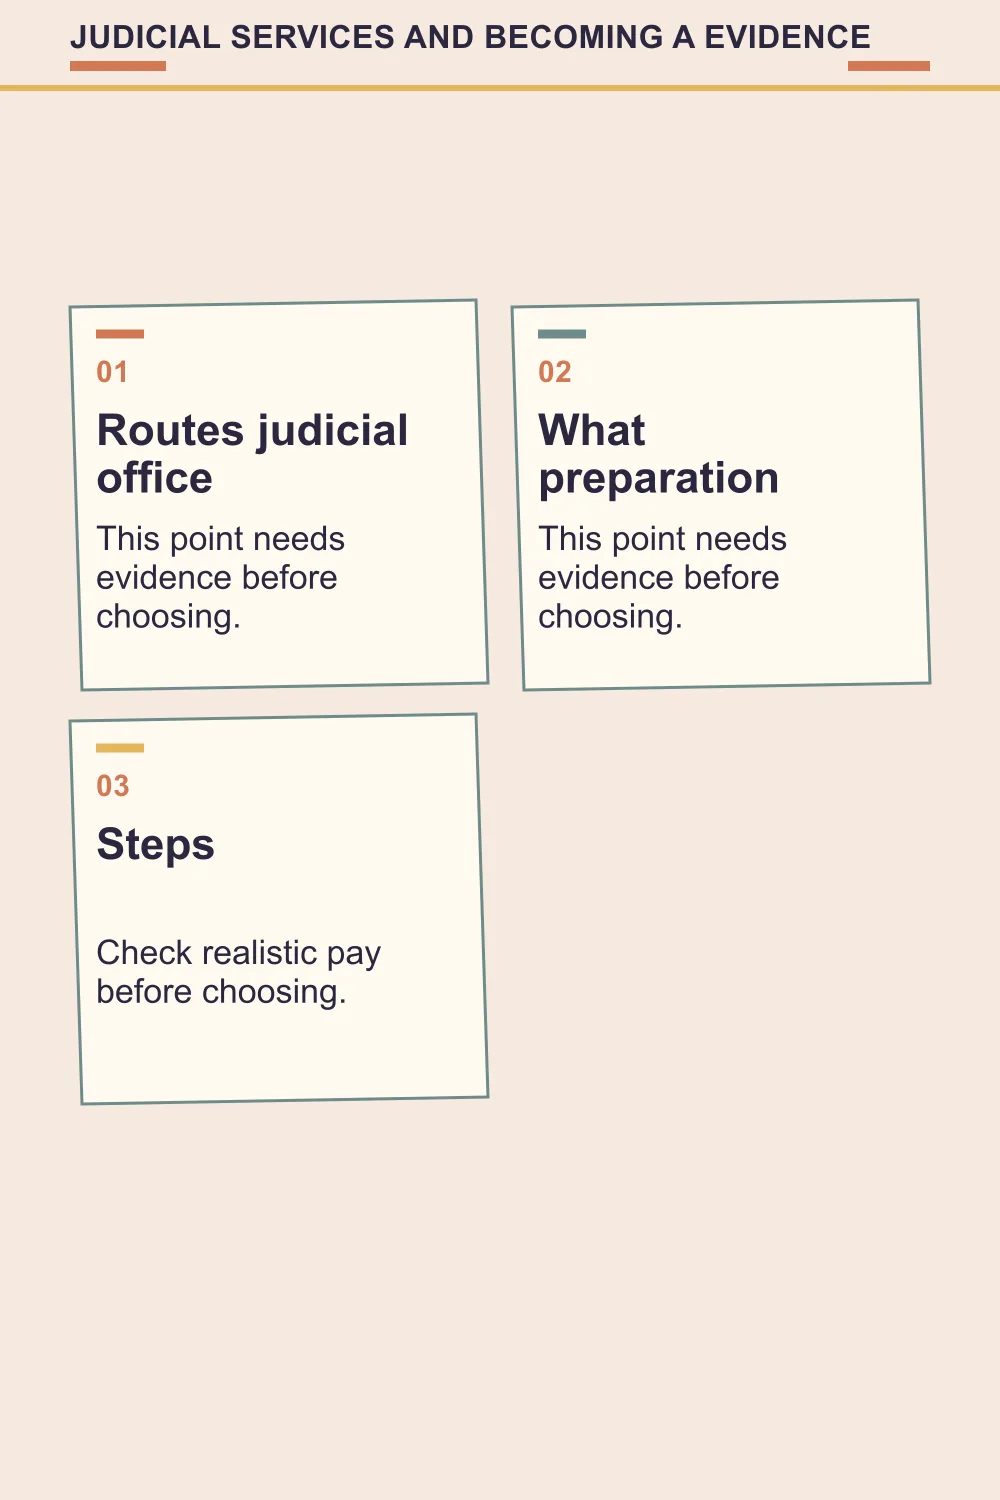 JUDICIAL SERVICES AND BECOMING A EVIDENCE
01
Routes judicial
office
This point needs
evidence before
choosing.
02
What
preparation
This point needs
evidence before
choosing.
03
Steps
Check realistic pay
before choosing.